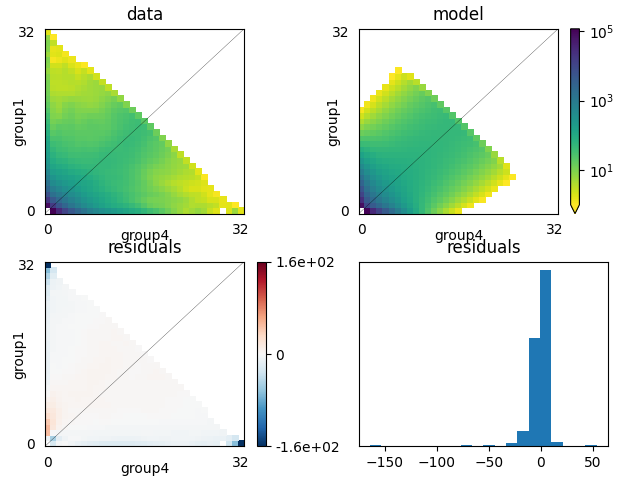 data
model
32
group1
0
0
group4
32
32
group1
0
0
group4
32
10^5
10^3
10^1
residuals
residuals
32
group1
0
0
group4
32
1.6e+02
0
-1.6e+02
−150
−100
−50
0
50